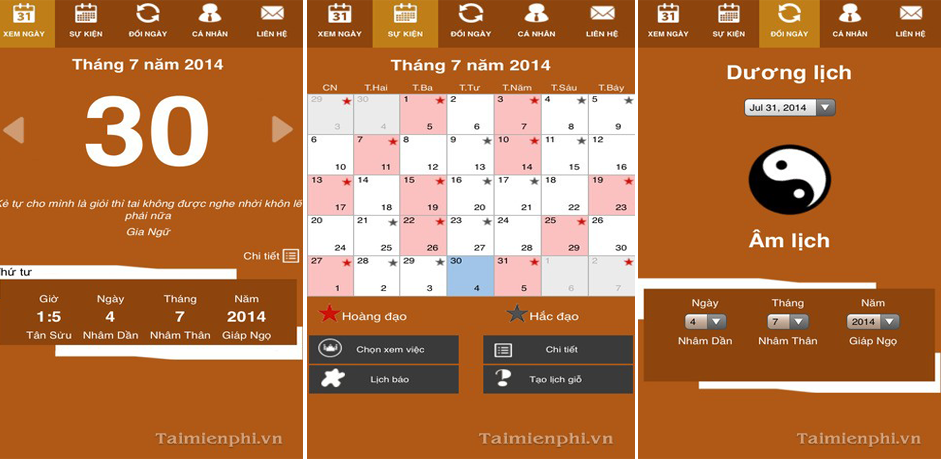 31
XEM NGÀY SỰ KIỆN ĐỔI NGÀY CÁ NHÂN LIÊN HỆ
Tháng 7 năm 2014
30
Kẻ tự cho mình là giỏi thì tai không được nghe nhời khôn lẽ
phải nữa
Gia Ngữ
Chi tiết
Thứ tư
Giờ Ngày Tháng Năm
1:5 4 7 2014
Tân Sửu Nhâm Dần Nhâm Thân Giáp Ngọ
Taimienphi.vn
31
XEM NGÀY SỰ KIỆN ĐỔI NGÀY CÁ NHÂN LIÊN HỆ
Tháng 7 năm 2014
CN T.Hai T.Ba T.Tư T.Năm T.Sáu T.Bảy
29 30 1 2 3 4 5
3 4 5 6 7 8 9
6 7 8 9 10 11 12
10 11 12 13 14 15 16
13 14 15 16 17 18 19
17 18 19 20 21 22 23
20 21 22 23 24 25 26
24 25 26 27 28 29 30
27 28 29 30 31 1 2
1 2 3 4 5 6 7
Hoàng đạo Hắc đạo
Chọn xem việc Chi tiết
Lịch báo Tạo lịch giỗ
Taimienphi.vn
31
XEM NGÀY SỰ KIỆN ĐỔI NGÀY CÁ NHÂN LIÊN HỆ
Dương lịch
Jul 31, 2014
Âm lịch
Ngày Tháng Năm
4 7 2014
Nhâm Dần Nhâm Thân Giáp Ngọ
Taimienphi.vn